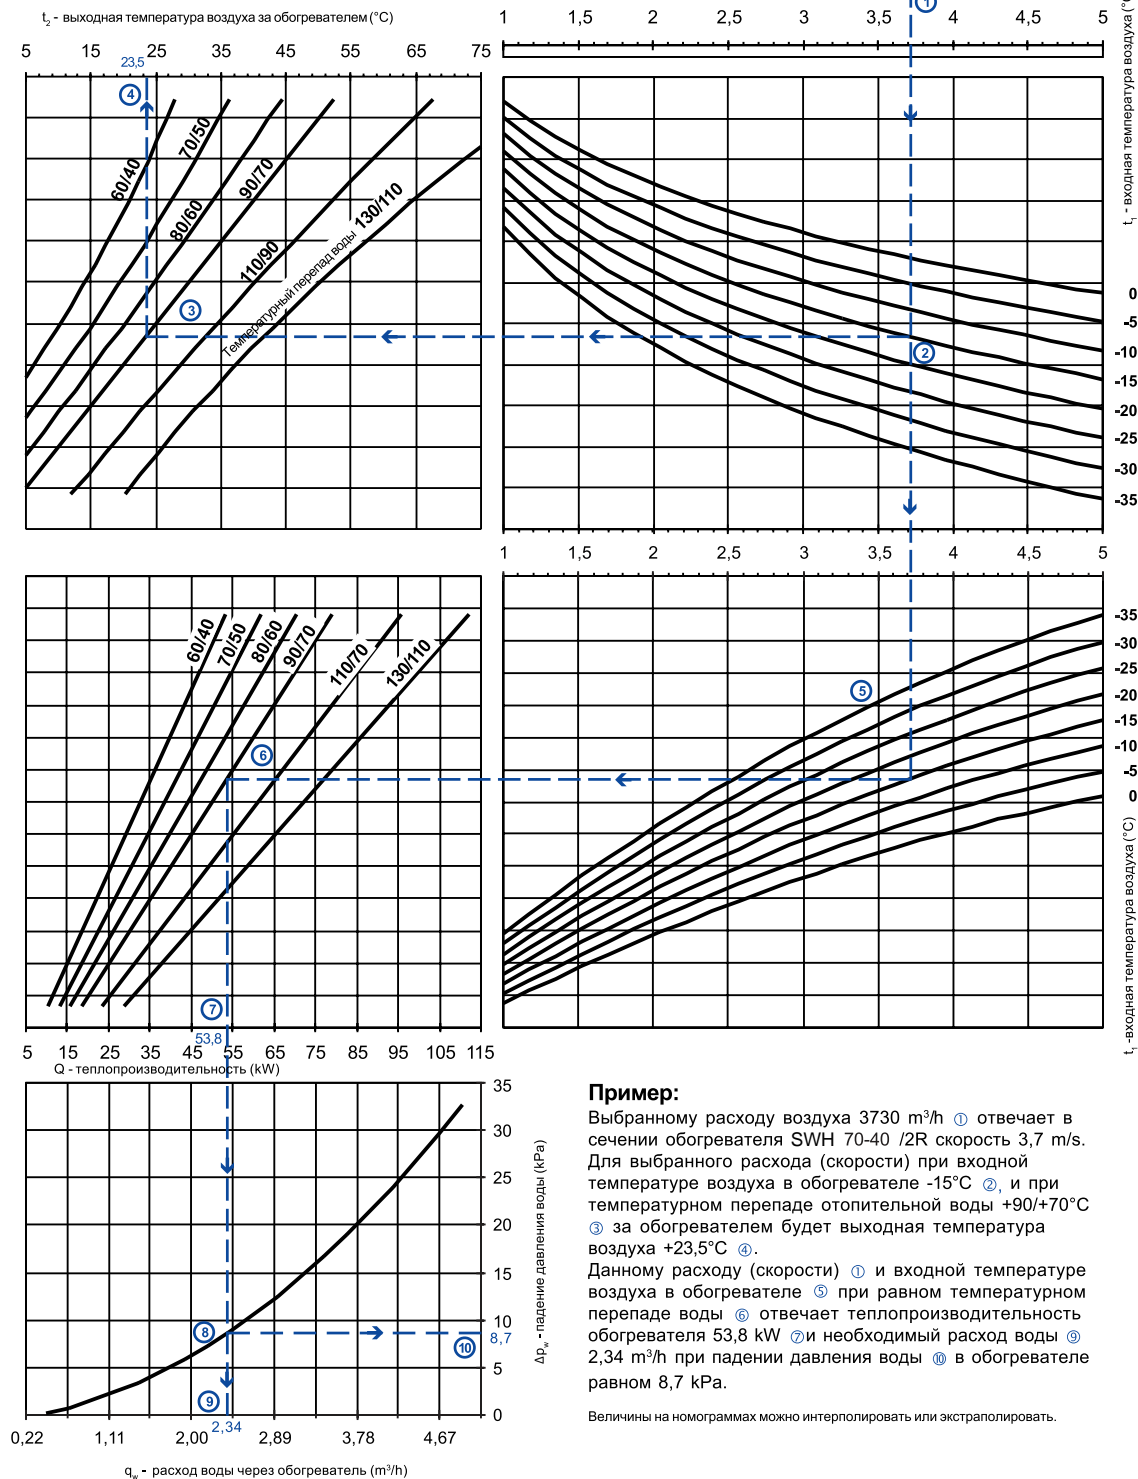 t₂ - выходная температура воздуха за обогревателем (°C)
5 15 25 35 45 55 65 75
23,5
1 1,5 2 2,5 3 3,5 4 4,5 5
①
④
60/40
70/50
80/60
90/70
110/90
Температурный перепад воды 130/110
③
②
t₁ - входная температура воздуха (°C
0
-5
-10
-15
-20
-25
-30
-35
1 1,5 2 2,5 3 3,5 4 4,5 5
60/40
70/50
80/60
90/70
110/70
130/110
⑥
⑦
⑤
-35
-30
-25
-20
-15
-10
-5
0
t₁ -входная температура воздуха (°C)
53,8
5 15 25 35 45 55 65 75 85 95 105 115
Q - теплопроизводительность (kW)
35
30
25
20
15
10
8,7
5
0
Δp_w - падение давления воды (kPa)
⑧
⑩
⑨
2,34
0,22 1,11 2,00 2,89 3,78 4,67
q_w - расход воды через обогреватель (m³/h)
Пример:
Выбранному расходу воздуха 3730 m³/h ① отвечает в
сечении обогревателя SWH 70-40 /2R скорость 3,7 m/s.
Для выбранного расхода (скорости) при входной
температуре воздуха в обогревателе -15°C ②, и при
температурном перепаде отопительной воды +90/+70°C
③ за обогревателем будет выходная температура
воздуха +23,5°C ④.
Данному расходу (скорости) ① и входной температуре
воздуха в обогревателе ⑤ при равном температурном
перепаде воды ⑥ отвечает теплопроизводительность
обогревателя 53,8 kW ⑦и необходимый расход воды ⑨
2,34 m³/h при падении давления воды ⑩ в обогревателе
равном 8,7 kPa.
Величины на номограммах можно интерполировать или экстраполировать.